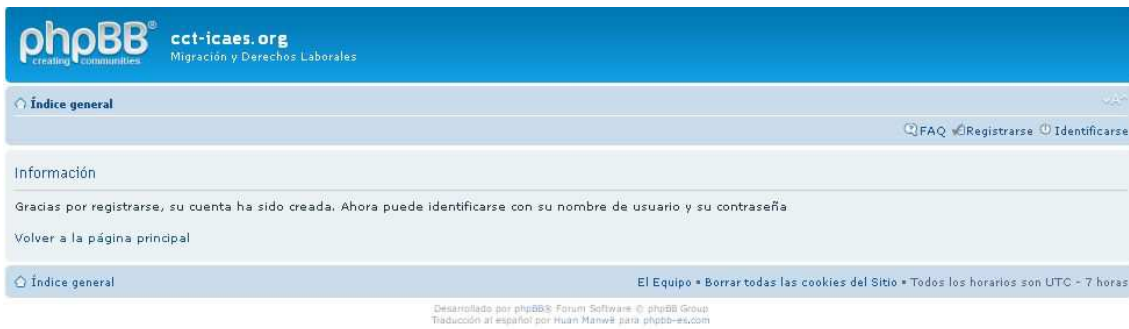 phpBB®
creating communities
cct-icaes.org
Migración y Derechos Laborales
Índice general
FAQ Registrarse Identificarse
Información
Gracias por registrarse, su cuenta ha sido creada. Ahora puede identificarse con su nombre de usuario y su contraseña
Volver a la página principal
Índice general
El Equipo • Borrar todas las cookies del Sitio • Todos los horarios son UTC - 7 horas
Desarrollado por phpBB® Forum Software © phpBB Group
Traducción al español por Huan Manwë para phpbb-es.com